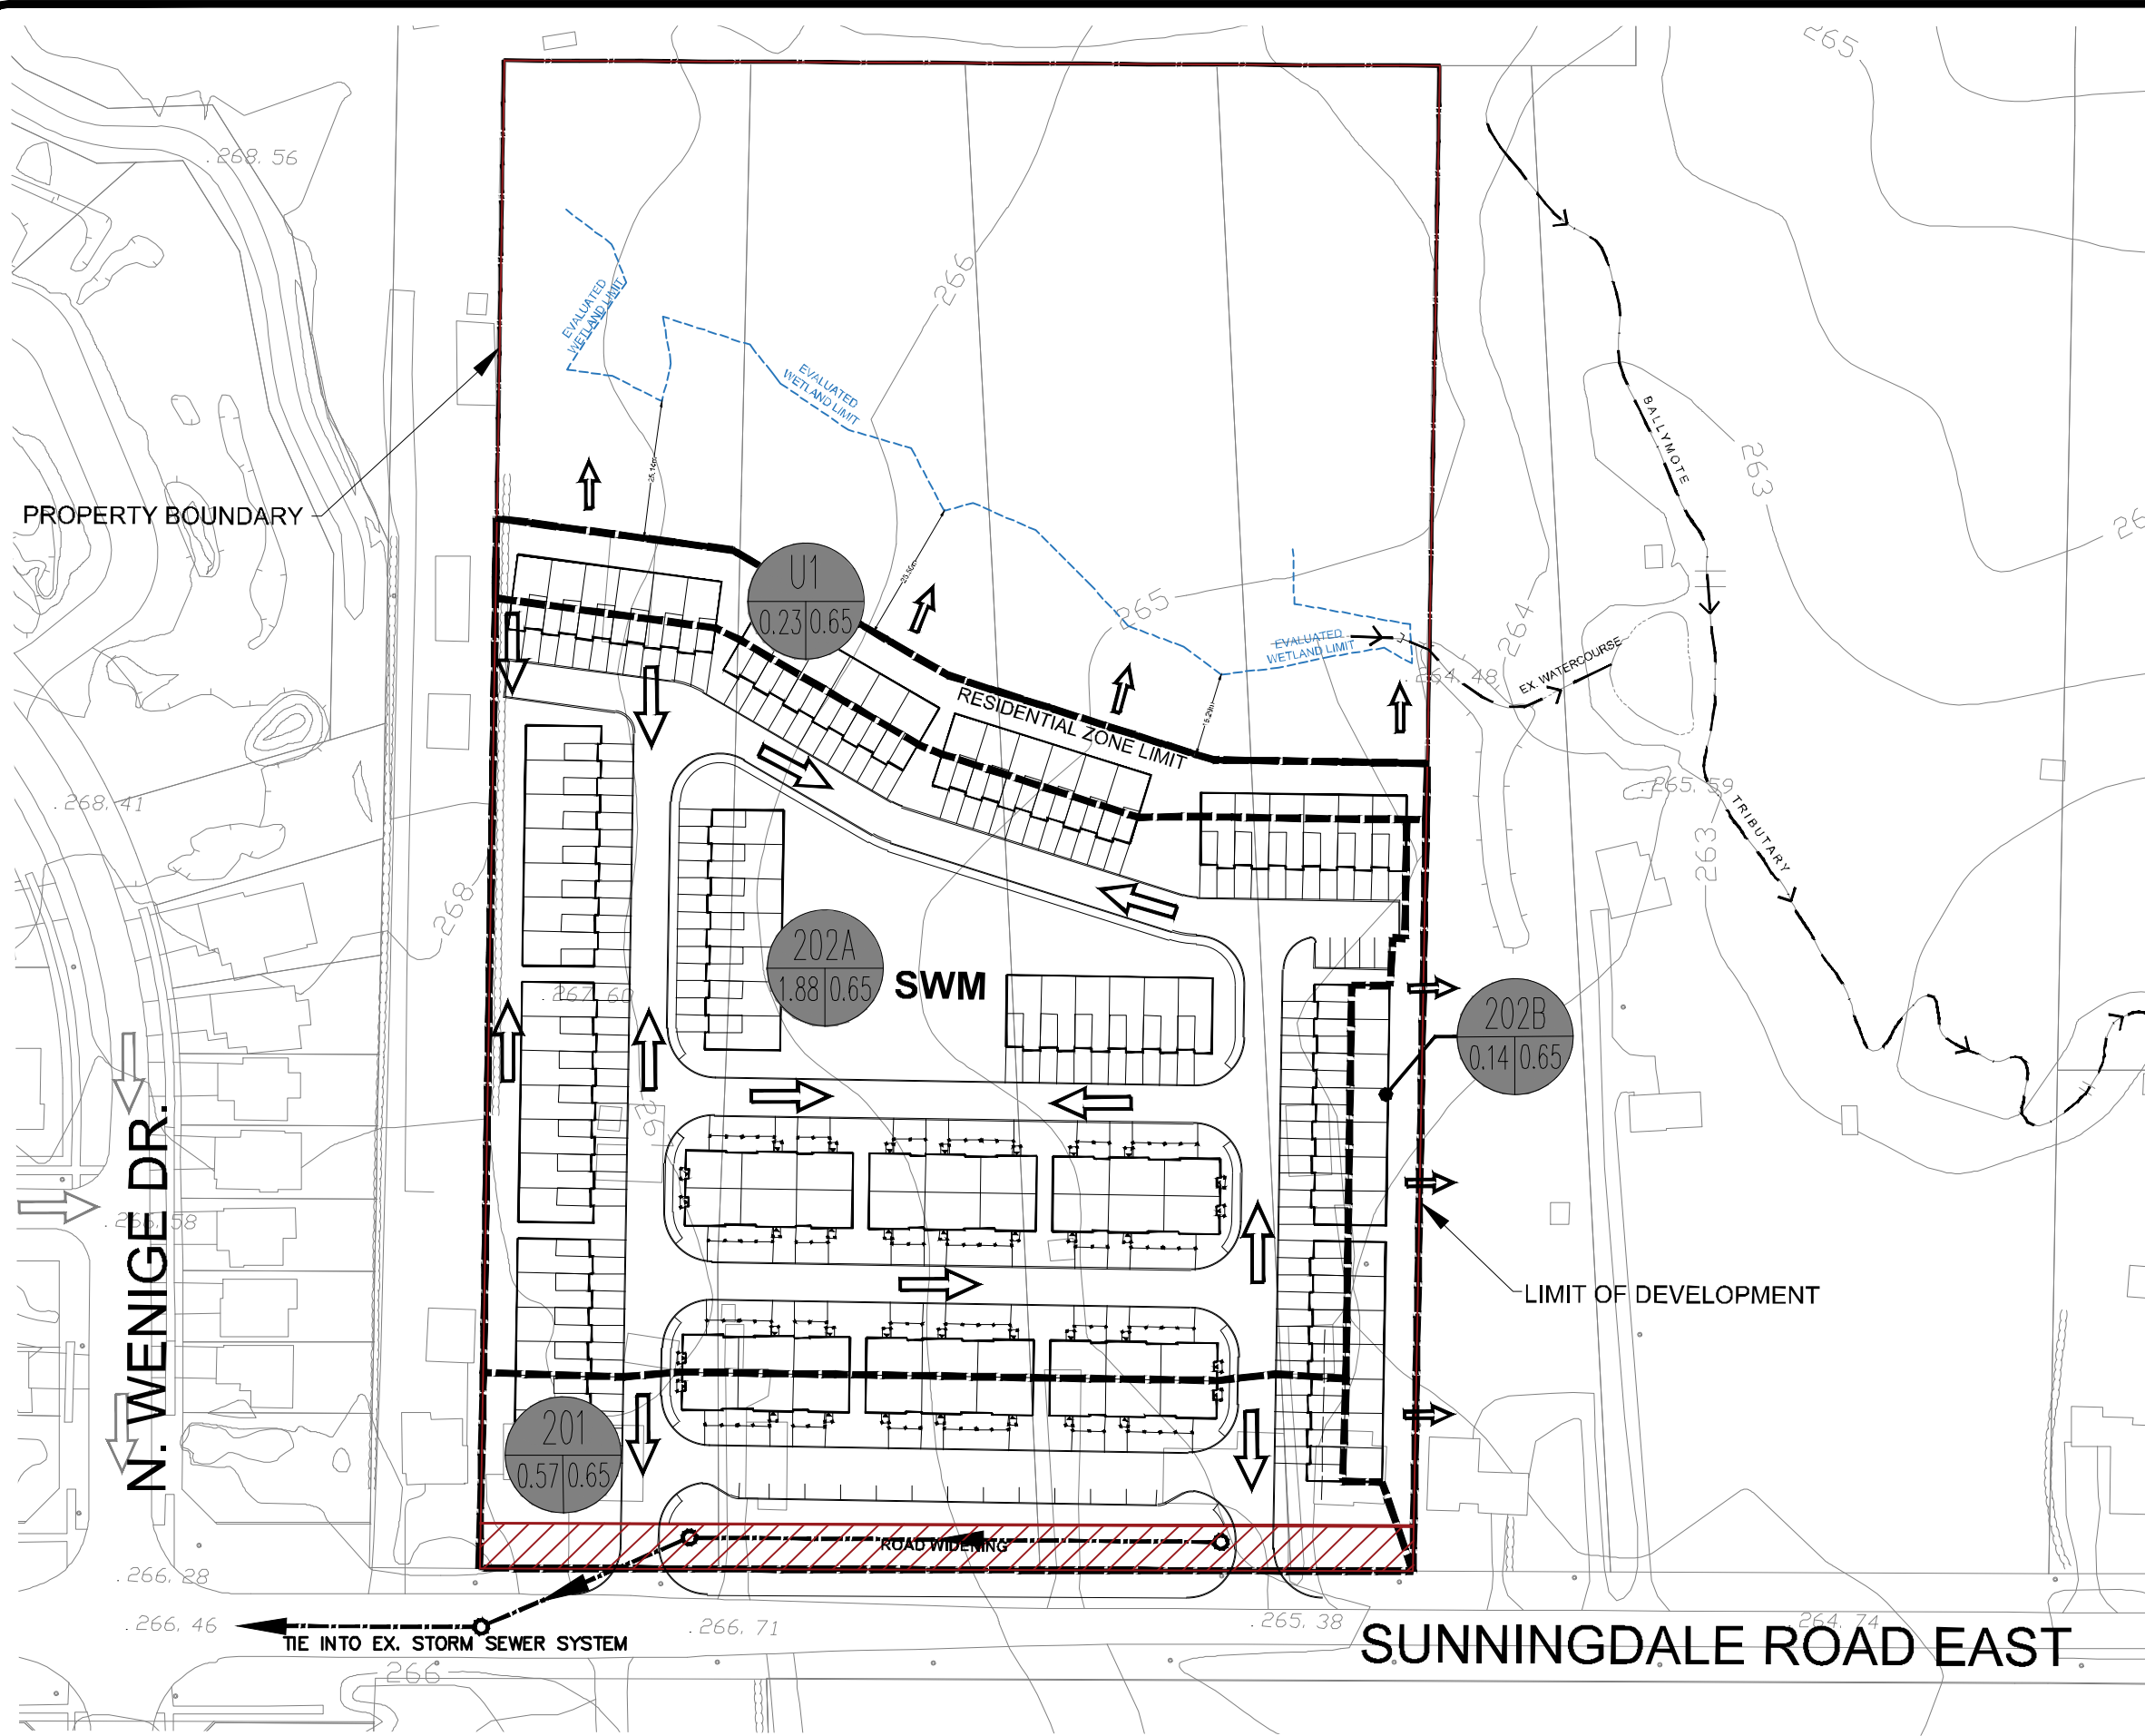 265
.268.56
266
EVALUATED
WETLAND LIMIT
EVALUATED
WETLAND LIMIT
BALLYMOTE
263
PROPERTY BOUNDARY
U1
0.23 0.65
265
264
EVALUATED
WETLAND LIMIT
EX. WATERCOURSE
.264.48
RESIDENTIAL ZONE LIMIT
.265.59
.268.41
TRIBUTARY
263
268
202A
1.88 0.65
SWM
.267.60
202B
0.14 0.65
N. WENIGE DR.
.266.58
LIMIT OF DEVELOPMENT
201
0.57 0.65
ROAD WIDENING
.266.28
.266.46
TIE INTO EX. STORM SEWER SYSTEM
.266.71
.265.38
.264.74
SUNNINGDALE ROAD EAST
266